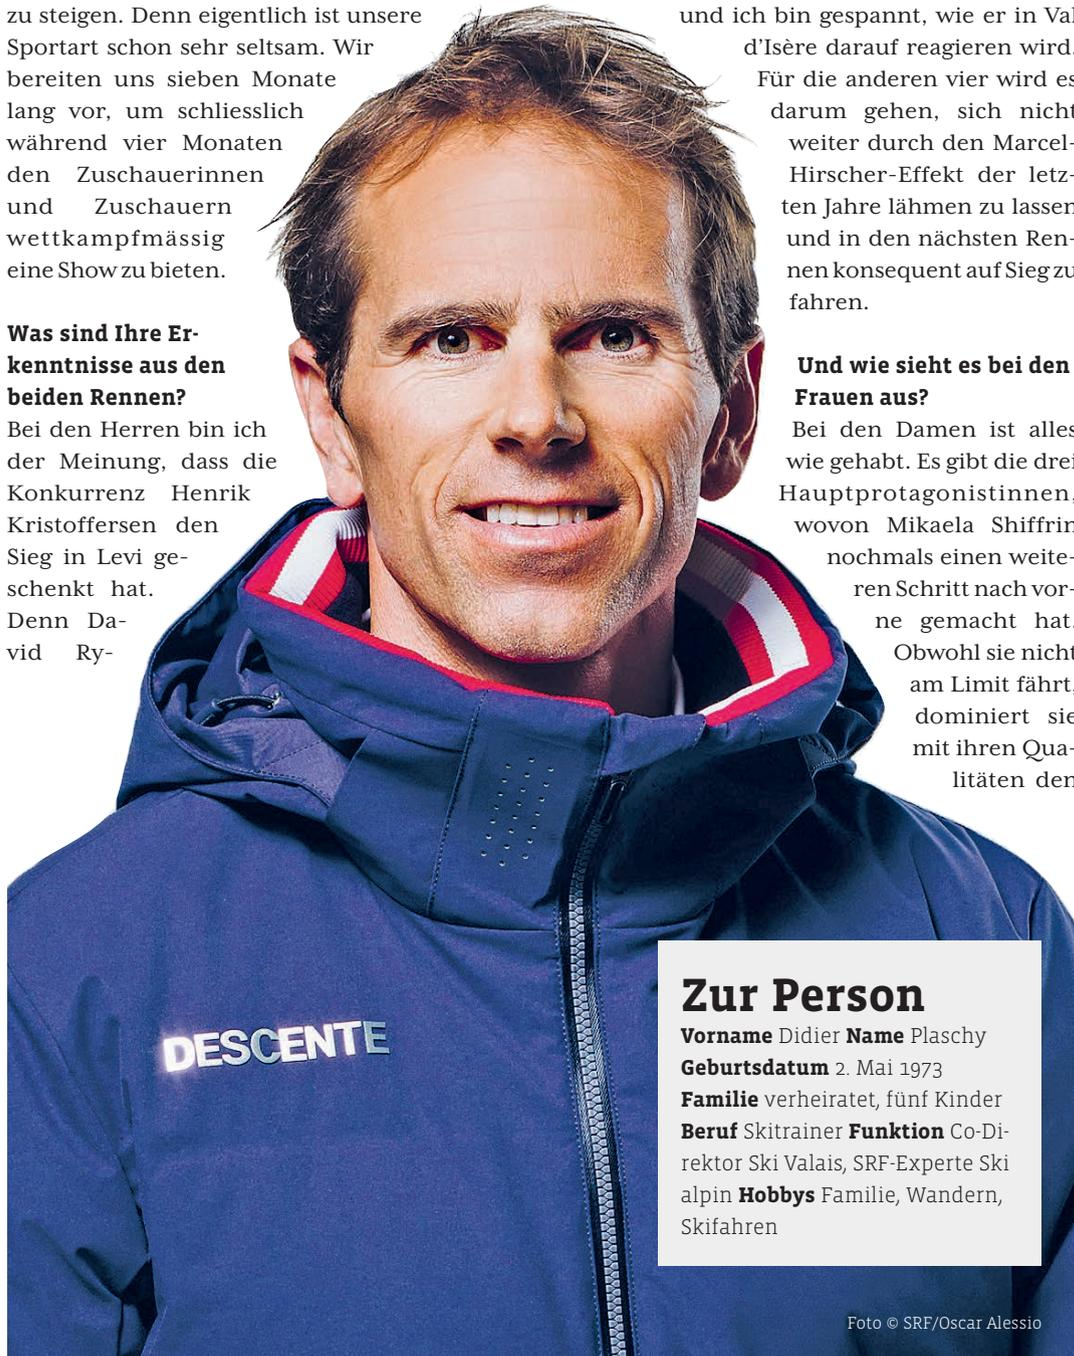 zu steigen. Denn eigentlich ist unsere
Sportart schon sehr seltsam. Wir
bereiten uns sieben Monate
lang vor, um schliesslich
während vier Monaten
den Zuschauerinnen
und Zuschauern
wettkampfmässig
eine Show zu bieten.
Was sind Ihre Er-
kenntnisse aus den
beiden Rennen?
Bei den Herren bin ich
der Meinung, dass die
Konkurrenz Henrik
Kristoffersen den
Sieg in Levi ge-
schenkt hat.
Denn Da-
vid Ry-
und ich bin gespannt, wie er in Val
d'Isère darauf reagieren wird.
Für die anderen vier wird es
darum gehen, sich nicht
weiter durch den Marcel-
Hirscher-Effekt der letz-
ten Jahre lähmen zu lassen
und in den nächsten Ren-
nen konsequent auf Sieg zu
fahren.
Und wie sieht es bei den
Frauen aus?
Bei den Damen ist alles
wie gehabt. Es gibt die drei
Hauptprotagonistinnen,
wovon Mikaela Shiffrin
nochmals einen weite-
ren Schritt nach vor-
ne gemacht hat.
Obwohl sie nicht
am Limit fährt,
dominiert sie
mit ihren Qua-
litäten den
DESCENTE
Zur Person
Vorname Didier Name Plaschy
Geburtsdatum 2. Mai 1973
Familie verheiratet, fünf Kinder
Beruf Skitrainer Funktion Co-Di-
rektor Ski Valais, SRF-Experte Ski
alpin Hobbys Familie, Wandern,
Skifahren
Foto © SRF/Oscar Alessio